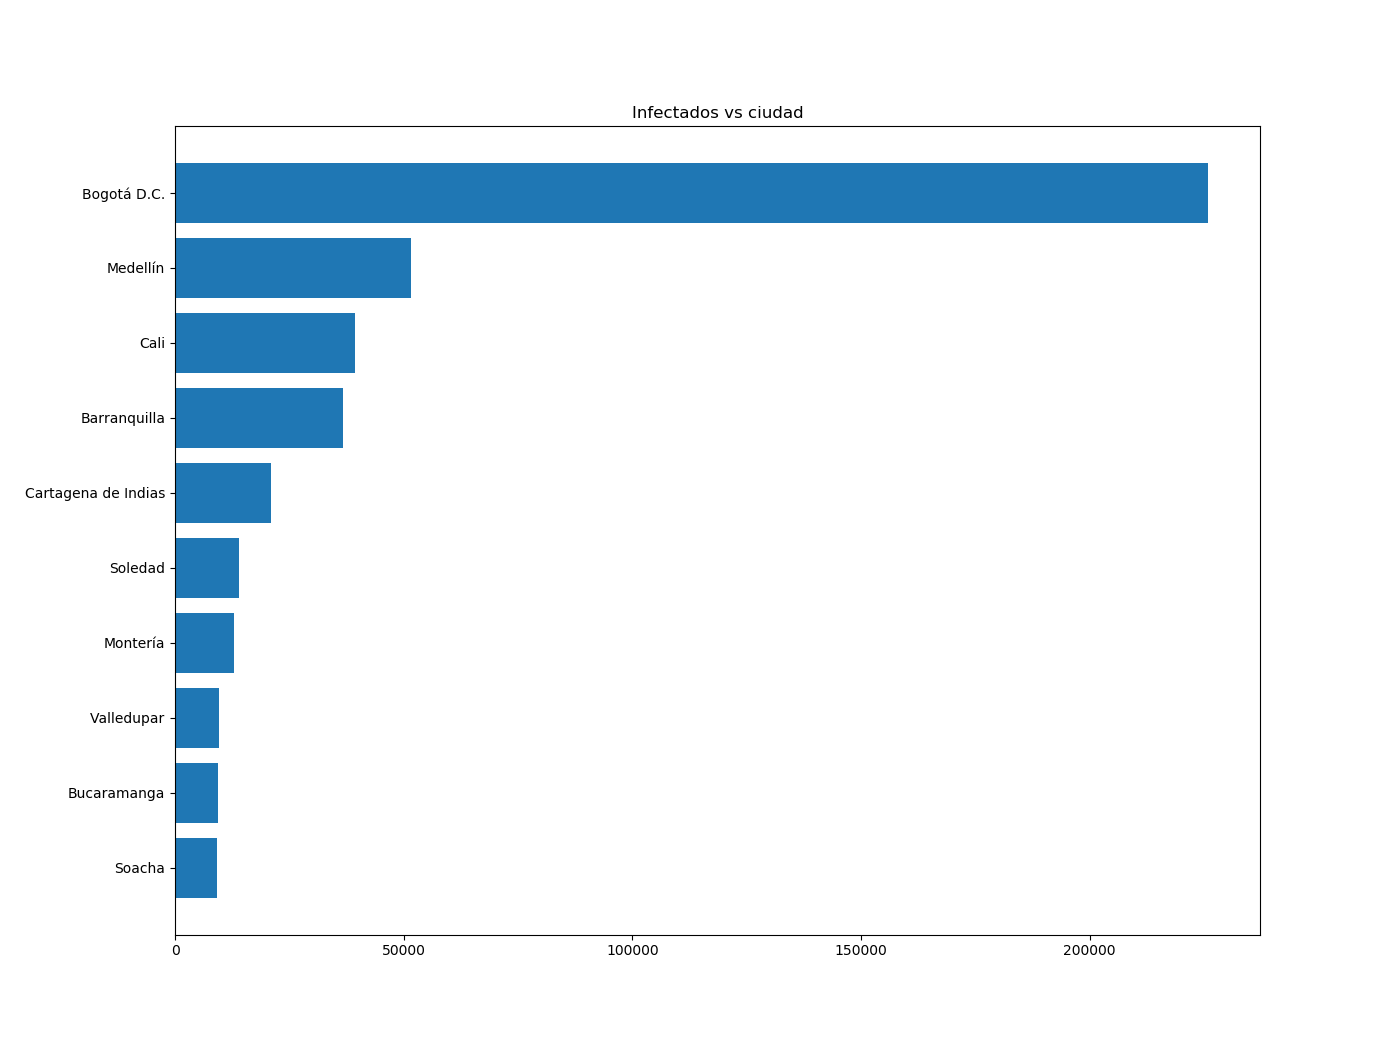 Infectados vs ciudad
Bogotá D.C.
Medellín
Cali
Barranquilla
Cartagena de Indias
Soledad
Montería
Valledupar
Bucaramanga
Soacha
0 50000 100000 150000 200000